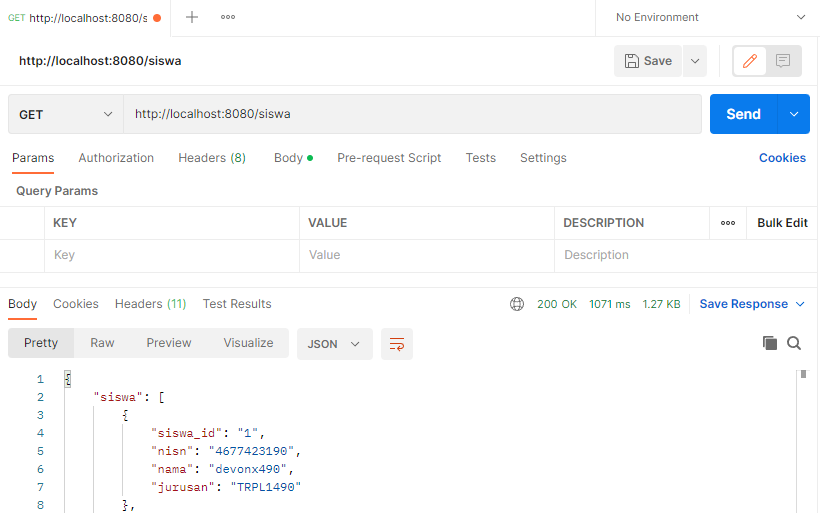 GET http://localhost:8080/s
No Environment
http://localhost:8080/siswa
Save
GET http://localhost:8080/siswa Send
Params Authorization Headers (8) Body Pre-request Script Tests Settings Cookies
Query Params
KEY VALUE DESCRIPTION Bulk Edit
Key Value Description
Body Cookies Headers (11) Test Results 200 OK 1071 ms 1.27 KB Save Response
Pretty Raw Preview Visualize JSON
1 {
2 "siswa": [
3 {
4 "siswa_id": "1",
5 "nisn": "4677423190",
6 "nama": "devonx490",
7 "jurusan": "TRPL1490"
8 },